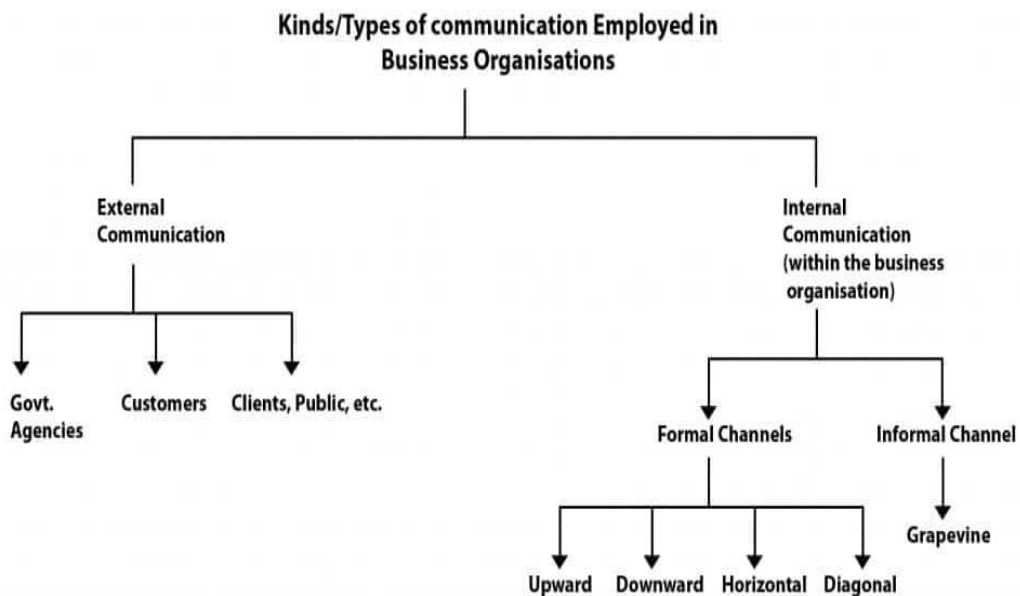 Kinds/Types of communication Employed in
Business Organisations
External
Communication
Internal
Communication
(within the business
organisation)
Govt.
Agencies
Customers
Clients, Public, etc.
Formal Channels
Informal Channel
Grapevine
Upward
Downward
Horizontal
Diagonal